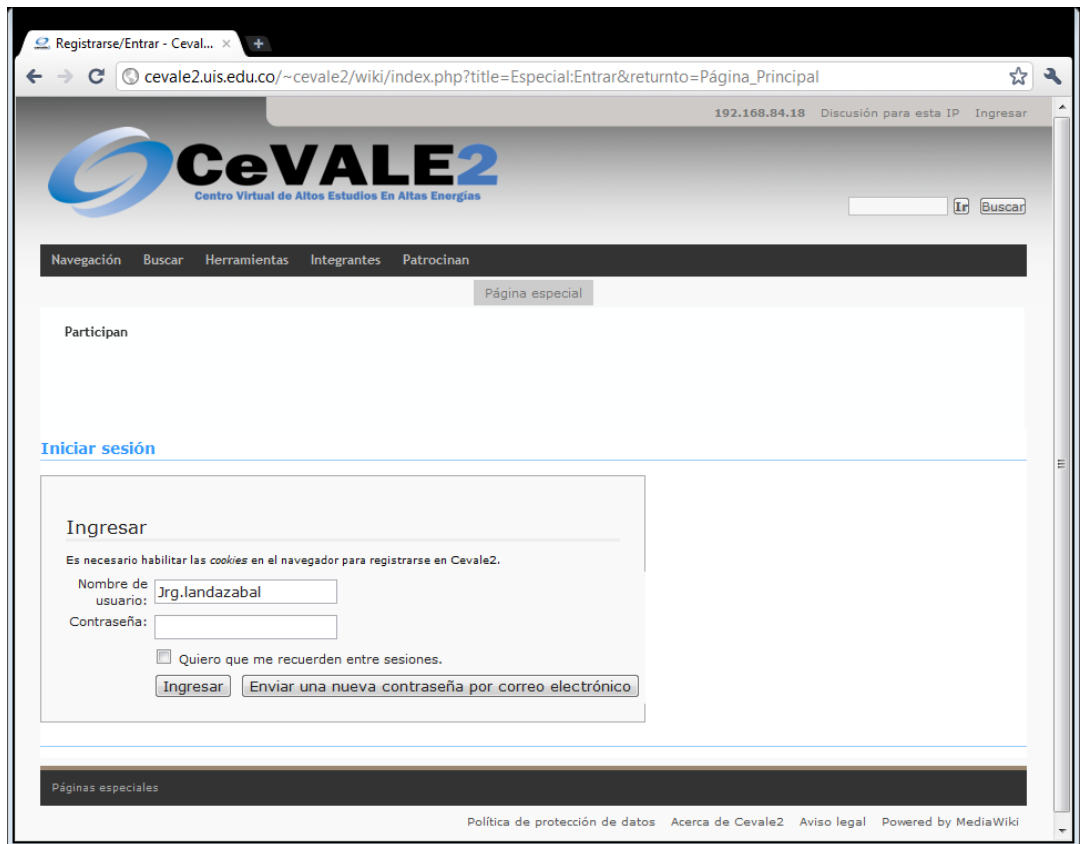 Registrarse/Entrar - Ceval...
cevale2.uis.edu.co/~cevale2/wiki/index.php?title=Especial:Entrar&returnto=Página_Principal
192.168.84.18 Discusión para esta IP Ingresar
CeVALE2
Centro Virtual de Altos Estudios En Altas Energías
Ir Buscar
Navegación Buscar Herramientas Integrantes Patrocinan
Página especial
Participan
Iniciar sesión
Ingresar
Es necesario habilitar las cookies en el navegador para registrarse en Cevale2.
Nombre de
usuario: Jrg.landazabal
Contraseña:
Quiero que me recuerden entre sesiones.
Ingresar Enviar una nueva contraseña por correo electrónico
Páginas especiales
Política de protección de datos Acerca de Cevale2 Aviso legal Powered by MediaWiki